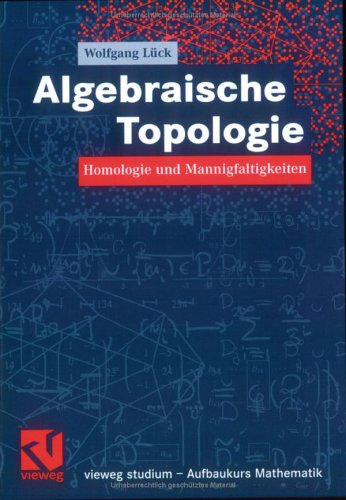 Urheberrechtlich geschütztes Material
Wolfgang Lück
Algebraische
Topologie
Homologie und Mannigfaltigkeiten
vieweg
vieweg studium – Aufbaukurs Mathematik
Urheberrechtlich geschütztes Material